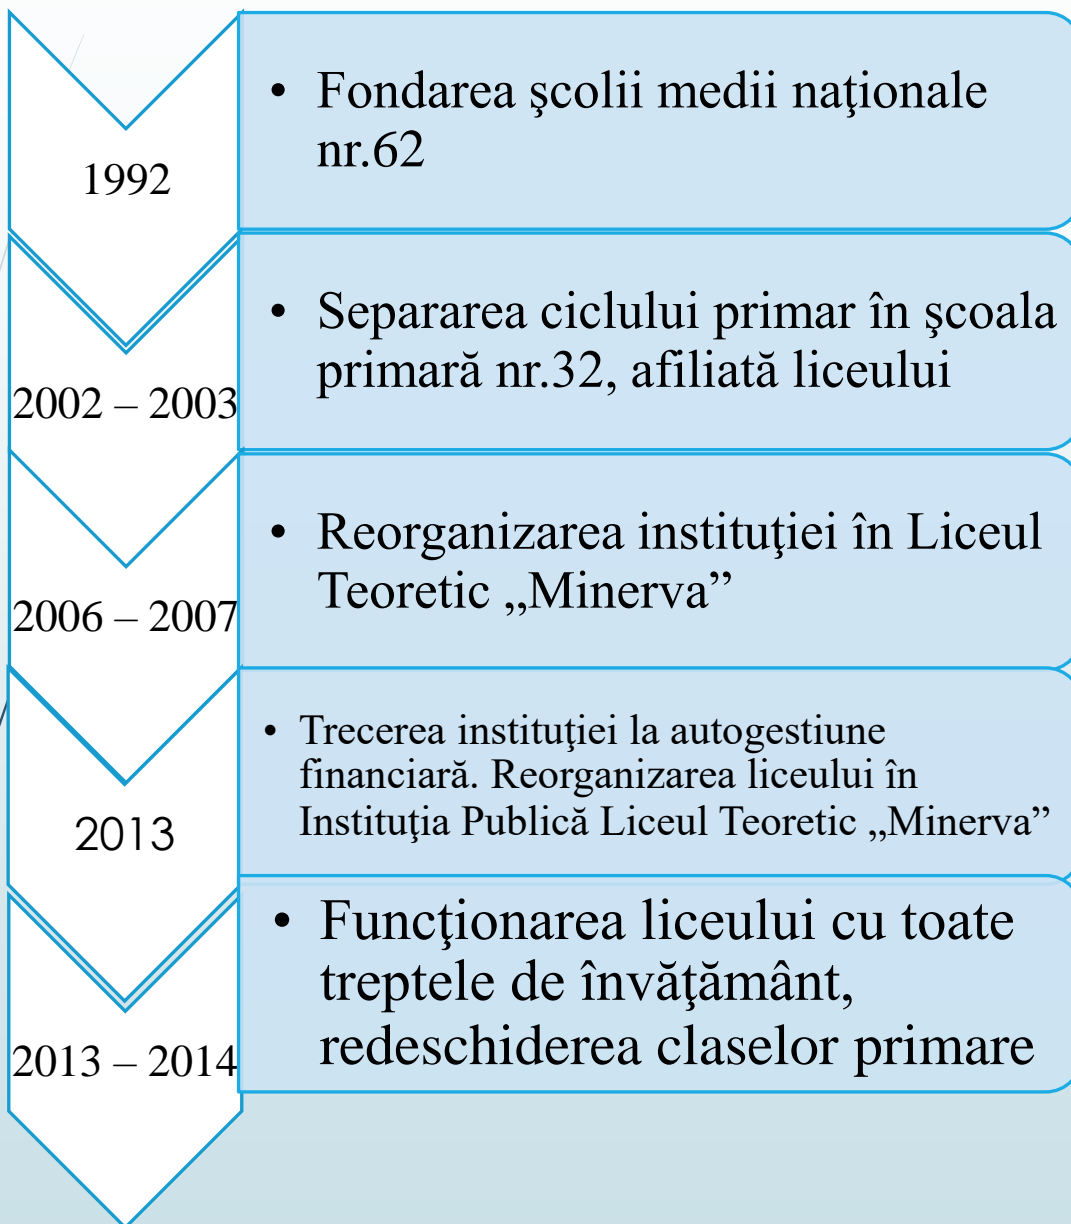 1992
• Fondarea şcolii medii naţionale
nr.62
2002 – 2003
• Separarea ciclului primar în şcoala
primară nr.32, afiliată liceului
2006 – 2007
• Reorganizarea instituţiei în Liceul
Teoretic „Minerva”
2013
• Trecerea instituţiei la autogestiune
financiară. Reorganizarea liceului în
Instituţia Publică Liceul Teoretic „Minerva”
2013 – 2014
• Funcţionarea liceului cu toate
treptele de învăţământ,
redeschiderea claselor primare